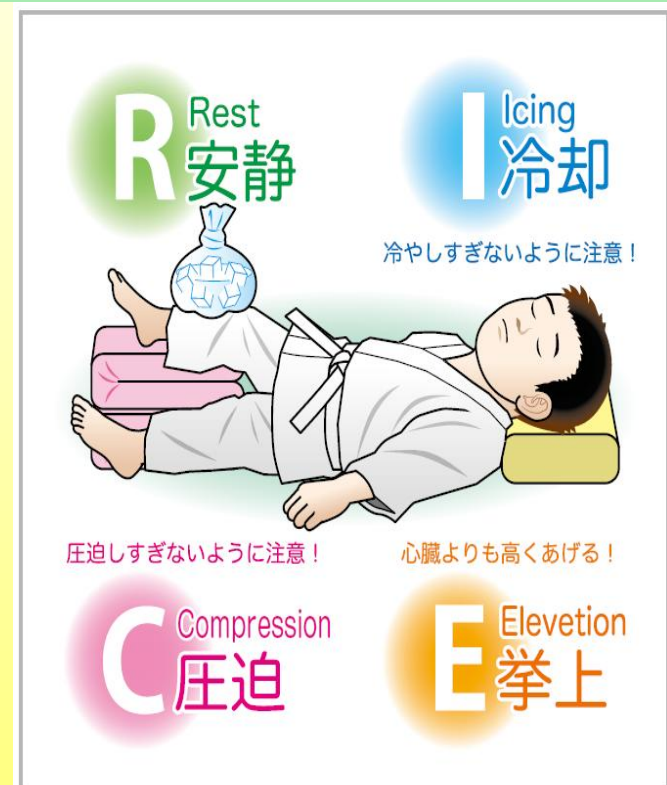 R Rest
安静
I Icing
冷却
冷やしすぎないように注意！
圧迫しすぎないように注意！
心臓よりも高くあげる！
C Compression
圧迫
E Elevetion
挙上